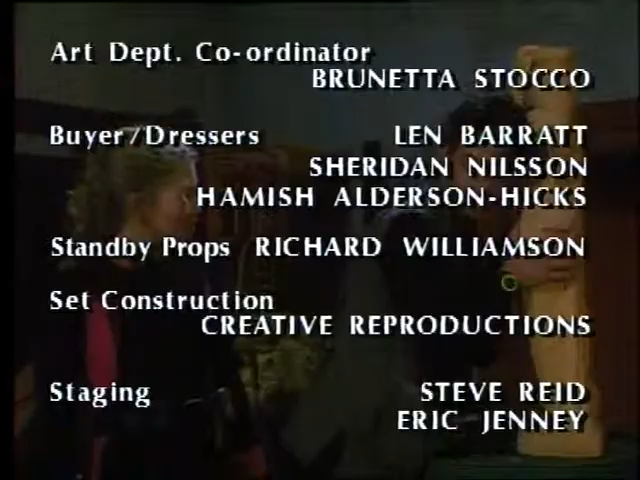 Art Dept. Co-ordinator
BRUNETTA STOCCO
Buyer/Dressers LEN BARRATT
SHERIDAN NILSSON
HAMISH ALDERSON-HICKS
Standby Props RICHARD WILLIAMSON
Set Construction
CREATIVE REPRODUCTIONS
Staging STEVE REID
ERIC JENNEY